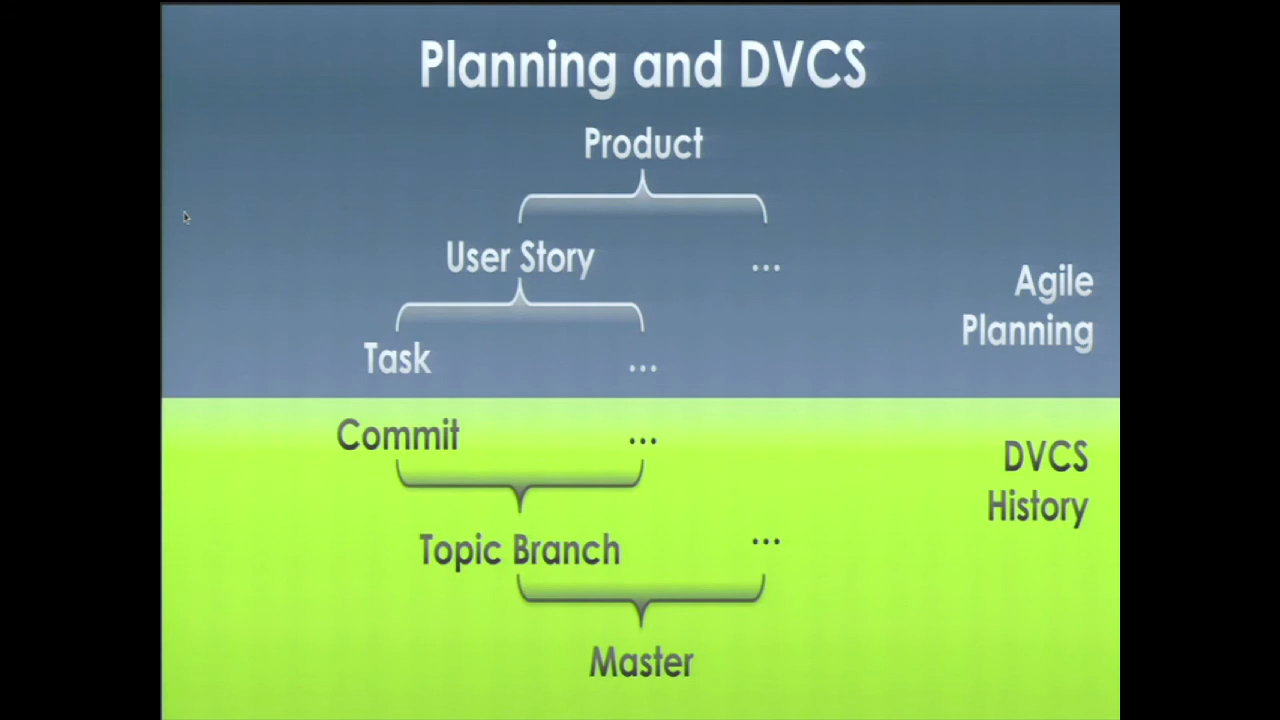 Planning and DVCS
Product
User Story
...
Agile
Planning
Task
...
Commit
...
DVCS
History
Topic Branch
...
Master